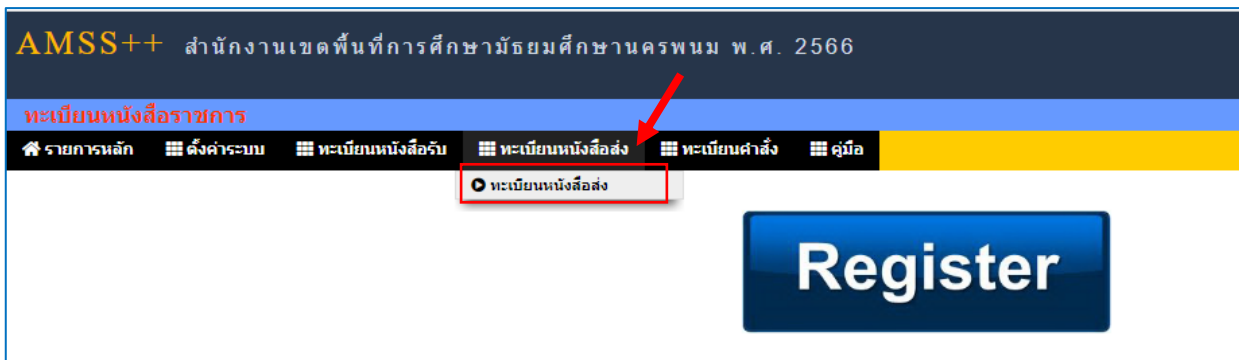 AMSS++ สำนักงานเขตพื้นที่การศึกษามัธยมศึกษานครพนม พ.ศ. 2566
ทะเบียนหนังสือราชการ
รายการหลัก ตั้งค่าระบบ ทะเบียนหนังสือรับ ทะเบียนหนังสือส่ง ทะเบียนคำสั่ง คู่มือ
ทะเบียนหนังสือส่ง
Register